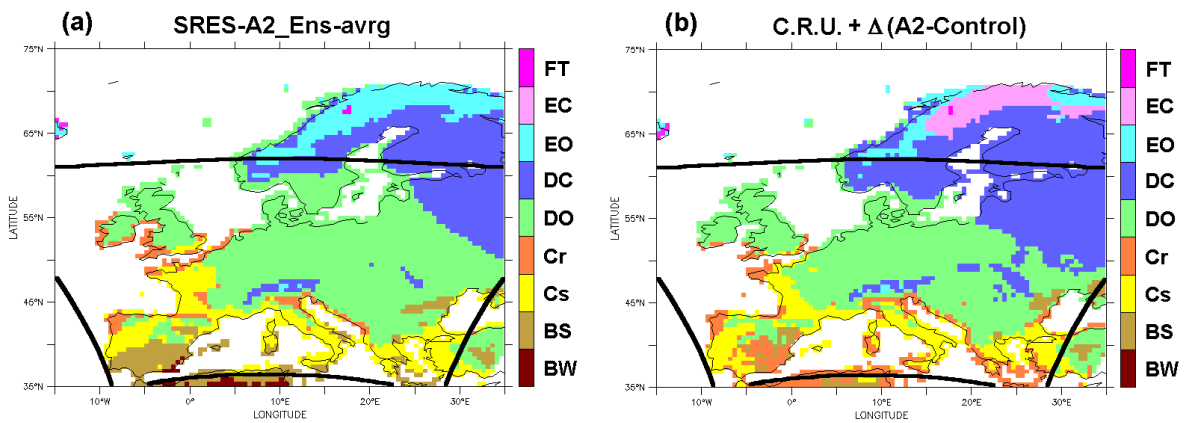 (a) SRES-A2_Ens-avrg
75°N
65°N
55°N
45°N
36°N
LATITUDE
10°W 0° 10°E 20°E 30°E
LONGITUDE
FT
EC
EO
DC
DO
Cr
Cs
BS
BW
(b) C.R.U. + Δ (A2-Control)
75°N
65°N
55°N
45°N
35°N
LATITUDE
10°W 0° 10°E 20°E 30°E
LONGITUDE
FT
EC
EO
DC
DO
Cr
Cs
BS
BW